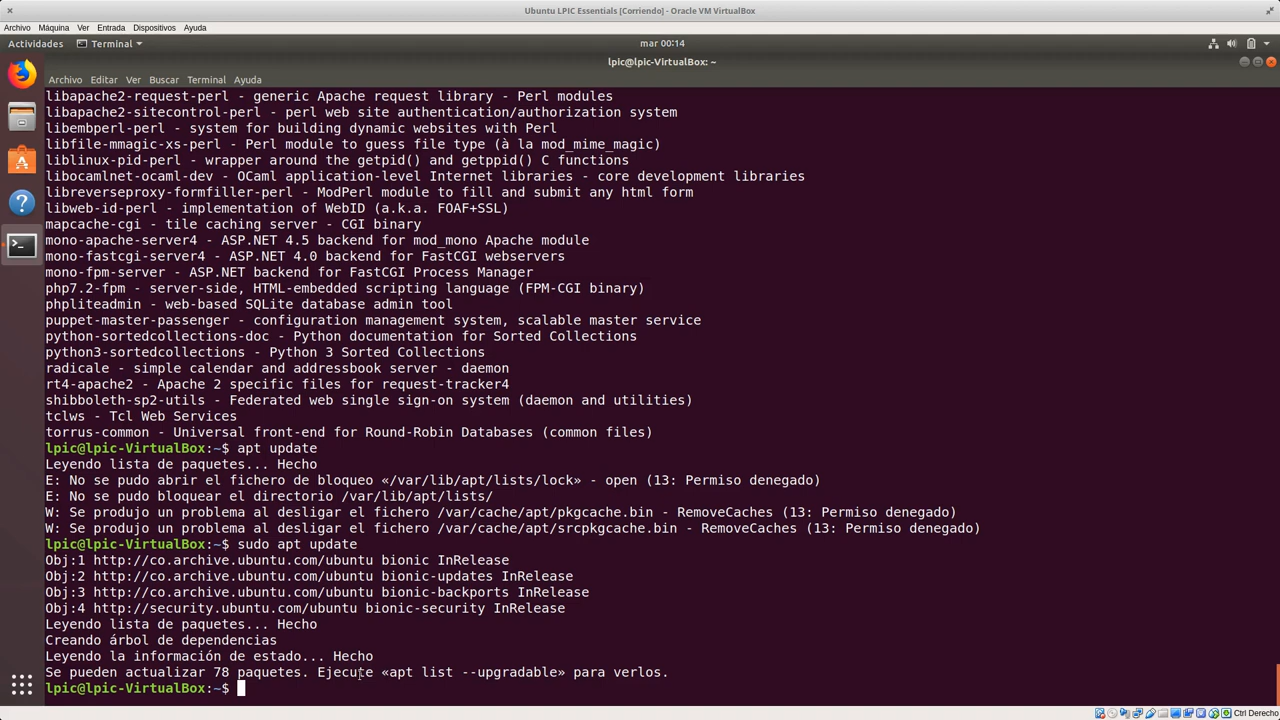 Ubuntu LPIC Essentials [Corriendo] - Oracle VM VirtualBox
Archivo Máquina Ver Entrada Dispositivos Ayuda
Actividades Terminal mar 00:14
lpic@lpic-VirtualBox: ~
Archivo Editar Ver Buscar Terminal Ayuda
libapache2-request-perl - generic Apache request library - Perl modules
libapache2-sitecontrol-perl - perl web site authentication/authorization system
libembperl-perl - system for building dynamic websites with Perl
libfile-mmagic-xs-perl - Perl module to guess file type (à la mod_mime_magic)
liblinux-pid-perl - wrapper around the getpid() and getppid() C functions
libocamlnet-ocaml-dev - OCaml application-level Internet libraries - core development libraries
libreverseproxy-formfiller-perl - ModPerl module to fill and submit any html form
libweb-id-perl - implementation of WebID (a.k.a. FOAF+SSL)
mapcache-cgi - tile caching server - CGI binary
mono-apache-server4 - ASP.NET 4.5 backend for mod_mono Apache module
mono-fastcgi-server4 - ASP.NET 4.0 backend for FastCGI webservers
mono-fpm-server - ASP.NET backend for FastCGI Process Manager
php7.2-fpm - server-side, HTML-embedded scripting language (FPM-CGI binary)
phpliteadmin - web-based SQLite database admin tool
puppet-master-passenger - configuration management system, scalable master service
python-sortedcollections-doc - Python documentation for Sorted Collections
python3-sortedcollections - Python 3 Sorted Collections
radicale - simple calendar and addressbook server - daemon
rt4-apache2 - Apache 2 specific files for request-tracker4
shibboleth-sp2-utils - Federated web single sign-on system (daemon and utilities)
tclws - Tcl Web Services
torrus-common - Universal front-end for Round-Robin Databases (common files)
lpic@lpic-VirtualBox:~$ apt update
Leyendo lista de paquetes... Hecho
E: No se pudo abrir el fichero de bloqueo «/var/lib/apt/lists/lock» - open (13: Permiso denegado)
E: No se pudo bloquear el directorio /var/lib/apt/lists/
W: Se produjo un problema al desligar el fichero /var/cache/apt/pkgcache.bin - RemoveCaches (13: Permiso denegado)
W: Se produjo un problema al desligar el fichero /var/cache/apt/srcpkgcache.bin - RemoveCaches (13: Permiso denegado)
lpic@lpic-VirtualBox:~$ sudo apt update
Obj:1 http://co.archive.ubuntu.com/ubuntu bionic InRelease
Obj:2 http://co.archive.ubuntu.com/ubuntu bionic-updates InRelease
Obj:3 http://co.archive.ubuntu.com/ubuntu bionic-backports InRelease
Obj:4 http://security.ubuntu.com/ubuntu bionic-security InRelease
Leyendo lista de paquetes... Hecho
Creando árbol de dependencias
Leyendo la información de estado... Hecho
Se pueden actualizar 78 paquetes. Ejecute «apt list --upgradable» para verlos.
lpic@lpic-VirtualBox:~$
Ctrl Derecho